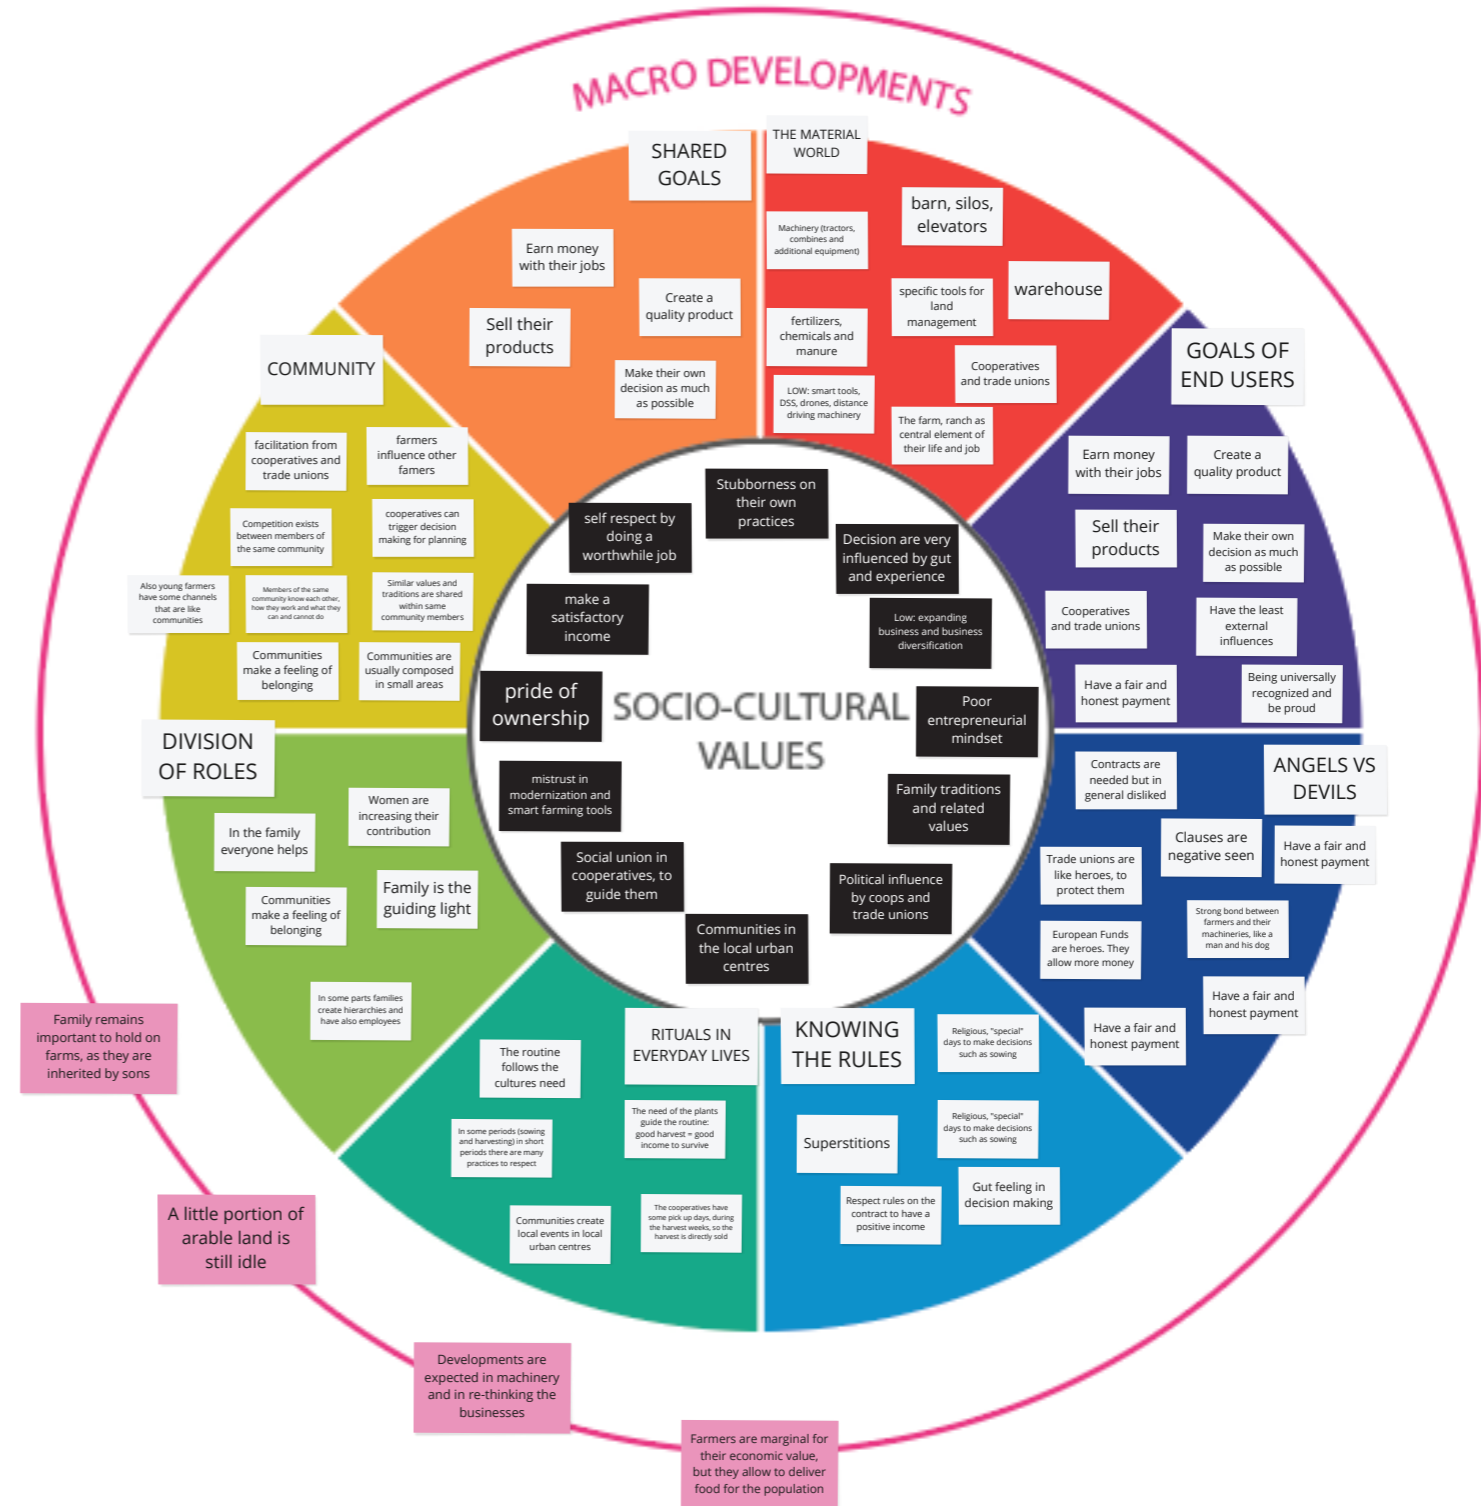 MACRO DEVELOPMENTS
SHARED
GOALS
Earn money
with their jobs
Create a
quality product
Sell their
products
Make their own
decision as much
as possible
THE MATERIAL
WORLD
barn, silos,
elevators
Machinery (tractors,
combines and
additional equipment)
warehouse
specific tools for
land
management
fertilizers,
chemicals and
manure
Cooperatives
and trade unions
LOW: smart tools,
DSS, drones, distance
driving machinery
The farm, ranch as
central element of
their life and job
GOALS OF
END USERS
Earn money
with their jobs
Create a
quality product
Sell their
products
Make their own
decision as much
as possible
Cooperatives
and trade unions
Have the least
external
influences
Have a fair and
honest payment
Being universally
recognized and
be proud
ANGELS VS
DEVILS
Contracts are
needed but in
general disliked
Clauses are
negative seen
Have a fair and
honest payment
Trade unions are
like heroes, to
protect them
Strong bond between
farmers and their
machineries, like a
man and his dog
European Funds
are heroes. They
allow more money
Have a fair and
honest payment
Have a fair and
honest payment
KNOWING
THE RULES
Religious, "special"
days to make decisions
such as sowing
Religious, "special"
days to make decisions
such as sowing
Superstitions
Gut feeling in
decision making
Respect rules on the
contract to have a
positive income
RITUALS IN
EVERYDAY LIVES
The routine
follows the
cultures need
The need of the plants
guide the routine:
good harvest = good
income to survive
In some periods (sowing
and harvesting) in short
periods there are many
practices to respect
The cooperatives have
some pick up days, during
the harvest weeks, so the
harvest is directly sold
Communities create
local events in local
urban centres
DIVISION
OF ROLES
Women are
increasing their
contribution
In the family
everyone helps
Family is the
guiding light
Communities
make a feeling of
belonging
In some parts families
create hierarchies and
have also employees
COMMUNITY
facilitation from
cooperatives and
trade unions
farmers
influence other
famers
Competition exists
between members of
the same community
cooperatives can
trigger decision
making for planning
Also young farmers
have some channels
that are like
communities
Members of the same
community know each other,
how they work and what they
can and cannot do
Similar values and
traditions are shared
within same
community members
Communities
make a feeling of
belonging
Communities are
usually composed
in small areas
SOCIO-CULTURAL
VALUES
Stubborness on
their own
practices
self respect by
doing a
worthwhile job
Decision are very
influenced by gut
and experience
make a
satisfactory
income
Low: expanding
business and business
diversification
pride of
ownership
Poor
entrepreneurial
mindset
mistrust in
modernization and
smart farming tools
Family traditions
and related
values
Social union in
cooperatives, to
guide them
Political influence
by coops and
trade unions
Communities in
the local urban
centres
Family remains
important to hold on
farms, as they are
inherited by sons
A little portion of
arable land is
still idle
Developments are
expected in machinery
and in re-thinking the
businesses
Farmers are marginal for
their economic value,
but they allow to deliver
food for the population